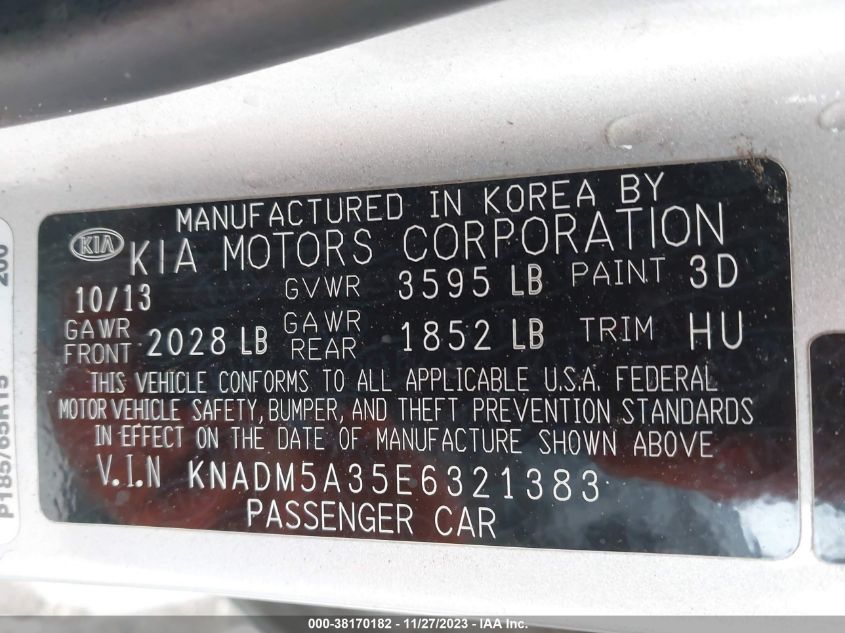 MANUFACTURED IN KOREA BY
KIA KIA MOTORS CORPORATION
10/13 GVWR 3595 LB PAINT 3D
GAWR FRONT 2028 LB GAWR REAR 1852 LB TRIM HU
THIS VEHICLE CONFORMS TO ALL APPLICABLE U.S.A. FEDERAL
MOTOR VEHICLE SAFETY, BUMPER, AND THEFT PREVENTION STANDARDS
IN EFFECT ON THE DATE OF MANUFACTURE SHOWN ABOVE
V.I.N KNADM5A35E6321383
PASSENGER CAR
P185/65R15 200
000-38170182 - 11/27/2023 - IAA Inc.